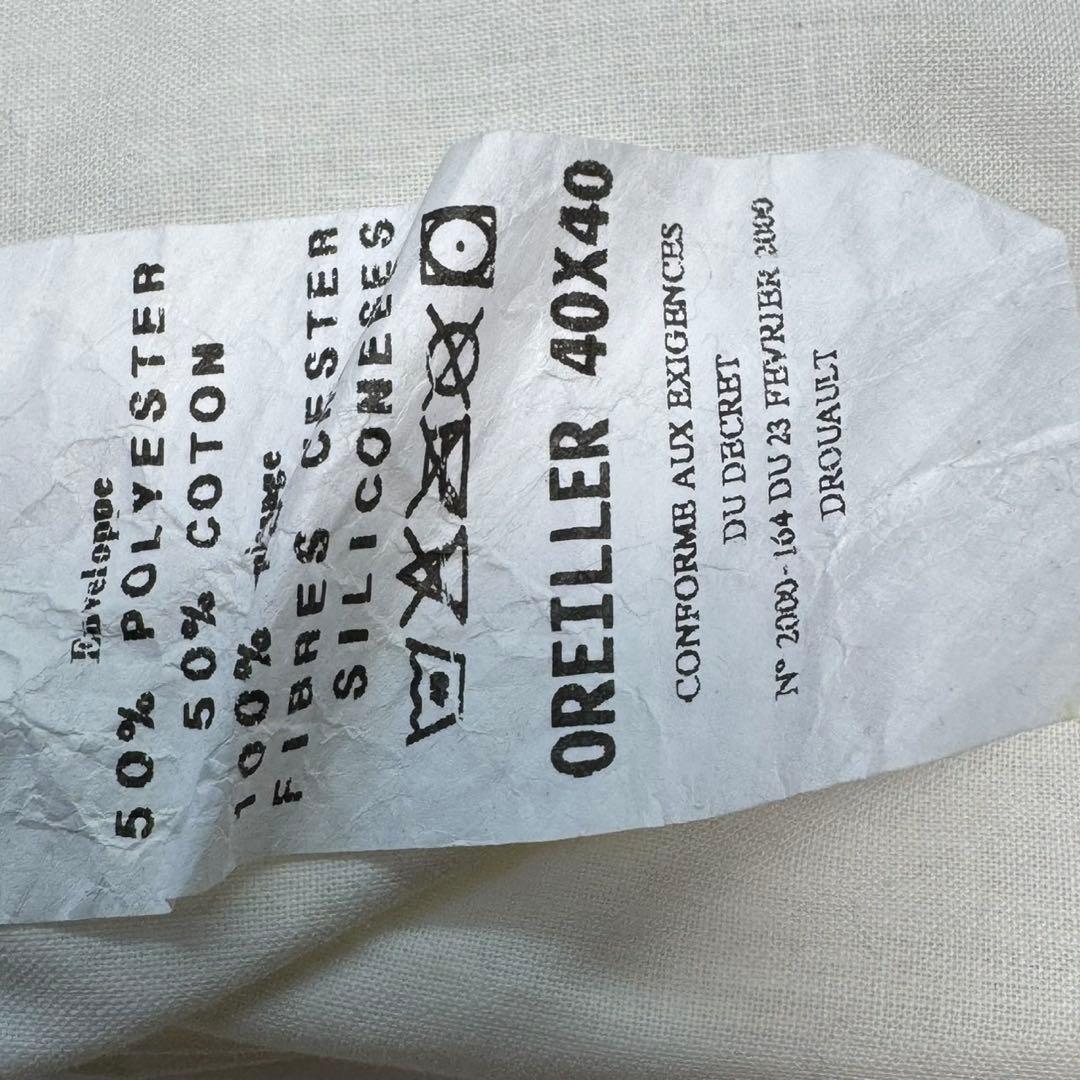 Enveloppe
50% POLYESTER
50% COTON
100%
FIBRES CESTER
SILICONEES
40
OREILLER 40X40
CONFORME AUX EXIGENCES
DU DECRET
N° 2000-164 DU 23 FEVRIER 2000
DROUAULT